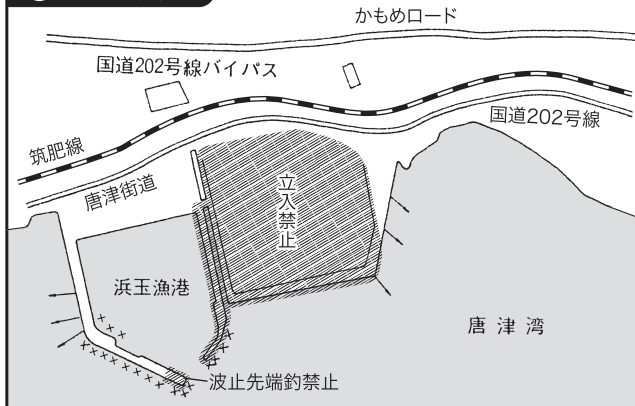 かもめロード
国道202号線バイパス
国道202号線
筑肥線
唐津街道
立入禁止
浜玉漁港
唐津湾
波止先端釣禁止